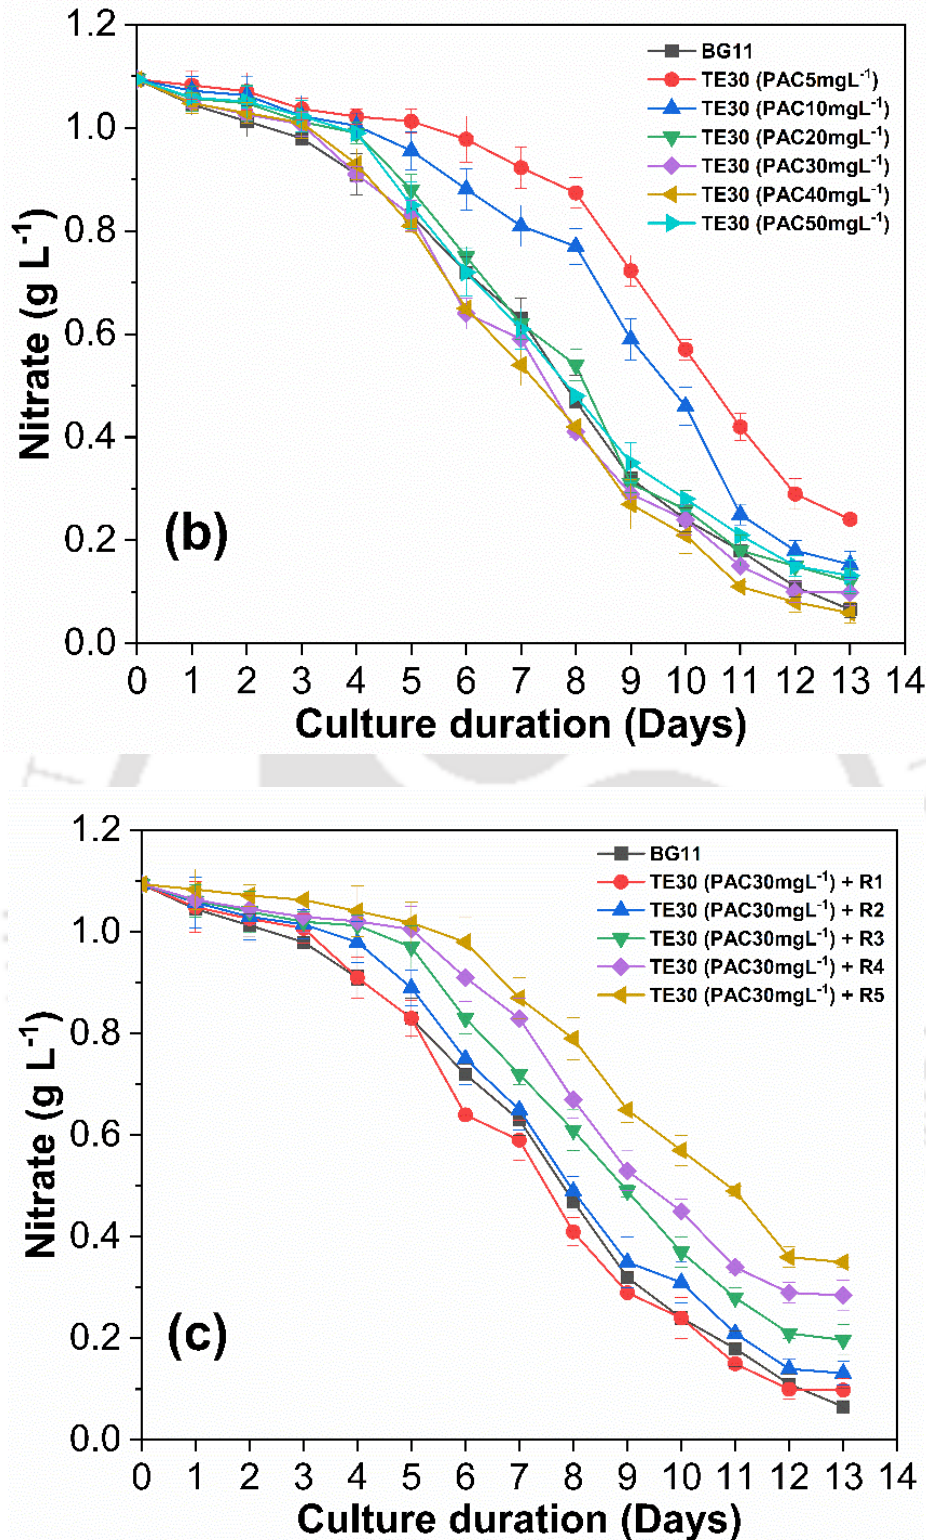 1.2
1.0
0.8
0.6
0.4
0.2
0.0
Nitrate (g L⁻¹)
BG11
TE30 (PAC5mgL⁻¹)
TE30 (PAC10mgL⁻¹)
TE30 (PAC20mgL⁻¹)
TE30 (PAC30mgL⁻¹)
TE30 (PAC40mgL⁻¹)
TE30 (PAC50mgL⁻¹)
(b)
0 1 2 3 4 5 6 7 8 9 10 11 12 13 14
Culture duration (Days)
1.2
1.0
0.8
0.6
0.4
0.2
0.0
Nitrate (g L⁻¹)
BG11
TE30 (PAC30mgL⁻¹) + R1
TE30 (PAC30mgL⁻¹) + R2
TE30 (PAC30mgL⁻¹) + R3
TE30 (PAC30mgL⁻¹) + R4
TE30 (PAC30mgL⁻¹) + R5
(c)
0 1 2 3 4 5 6 7 8 9 10 11 12 13 14
Culture duration (Days)